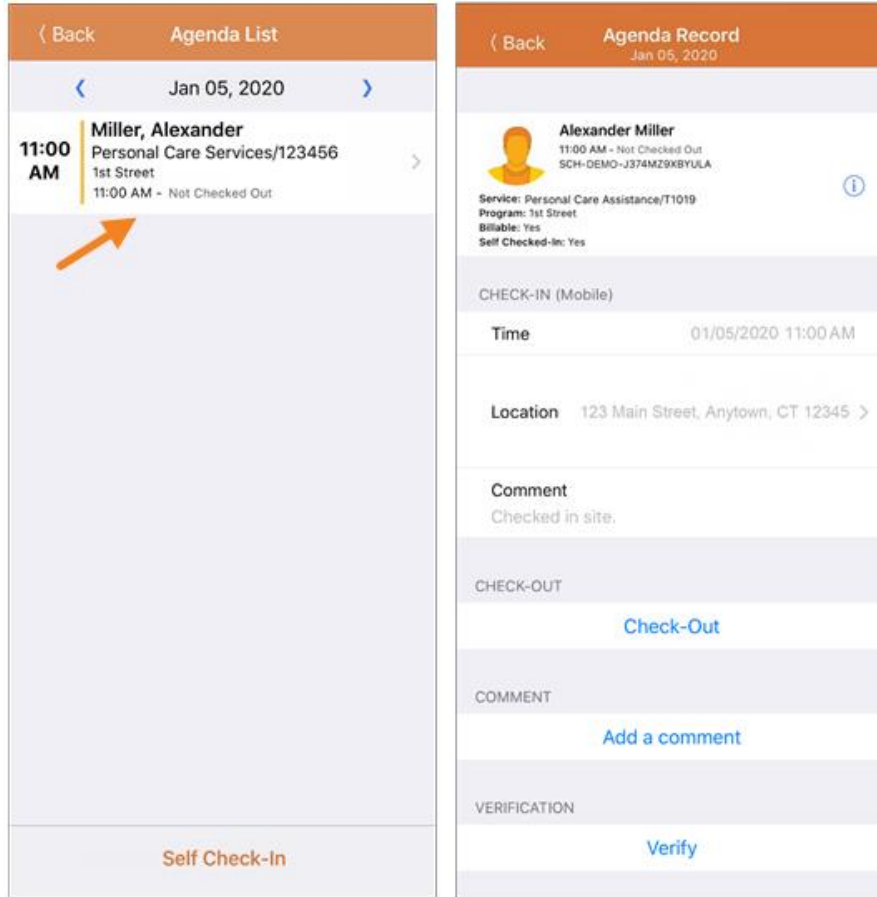 Back Agenda List
Jan 05, 2020
11:00 AM
Miller, Alexander
Personal Care Services/123456
1st Street
11:00 AM - Not Checked Out
Self Check-In
Back Agenda Record
Jan 05, 2020
Alexander Miller
11:00 AM - Not Checked Out
SCH-DEMO-J374MZ9XBYULA
Service: Personal Care Assistance/T1019
Program: 1st Street
Billable: Yes
Self Checked-In: Yes
CHECK-IN (Mobile)
Time 01/05/2020 11:00 AM
Location 123 Main Street, Anytown, CT 12345
Comment
Checked in site.
CHECK-OUT
Check-Out
COMMENT
Add a comment
VERIFICATION
Verify